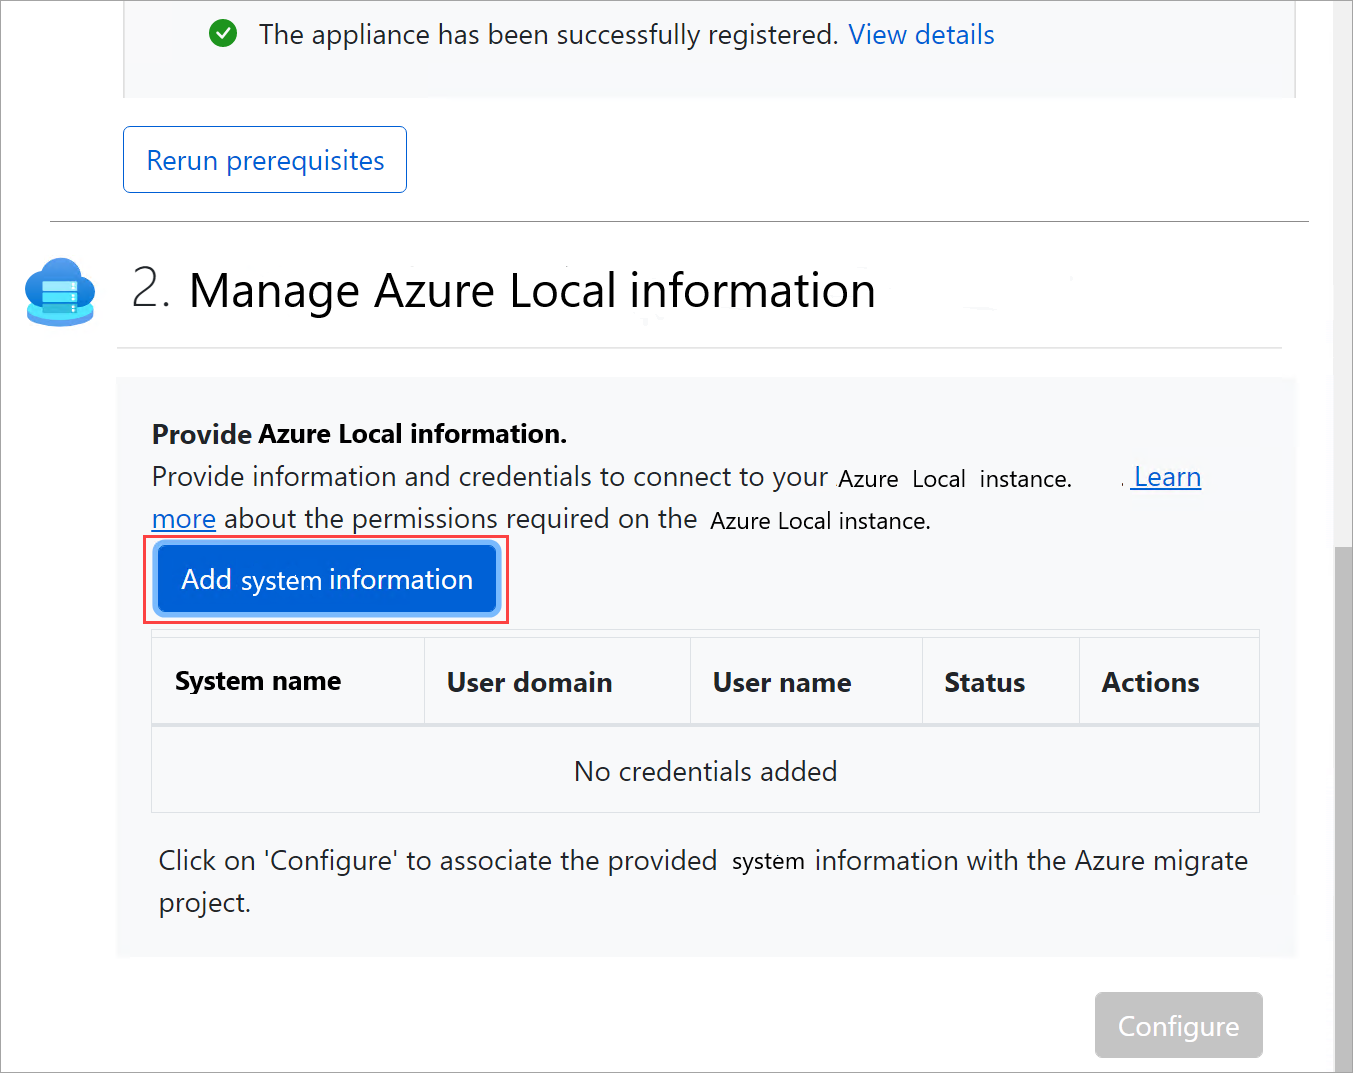 The appliance has been successfully registered. View details
Rerun prerequisites
2. Manage Azure Local information
Provide Azure Local information.
Provide information and credentials to connect to your Azure Local instance. . Learn
more about the permissions required on the Azure Local instance.
Add system information
System name User domain User name Status Actions
No credentials added
Click on 'Configure' to associate the provided system information with the Azure migrate
project.
Configure